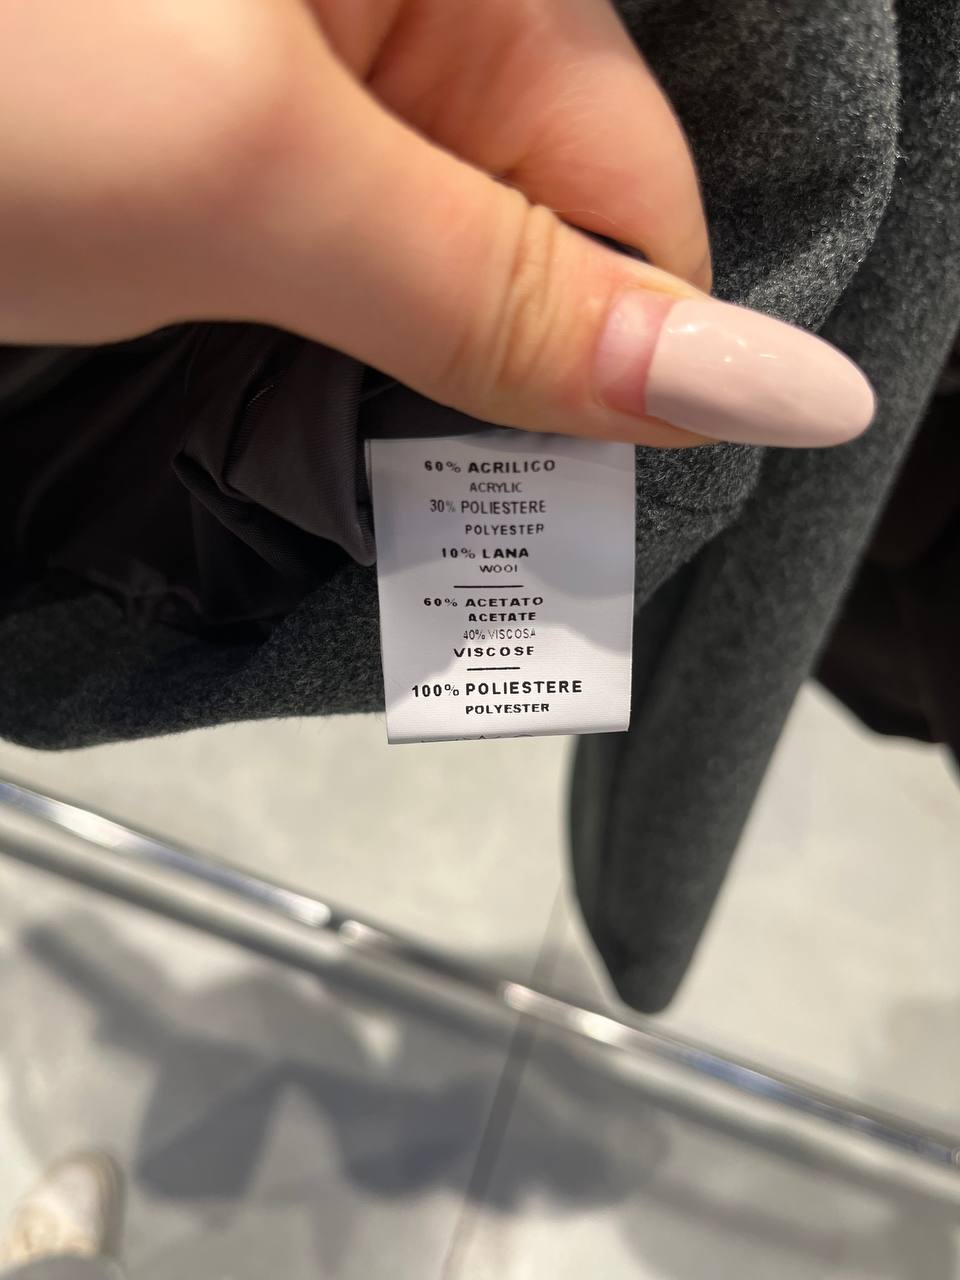 60% ACRILICO
ACRYLIC
30% POLIESTERE
POLYESTER
10% LANA
WOOL
60% ACETATO
ACETATE
40% VISCOSA
VISCOSE
100% POLIESTERE
POLYESTER